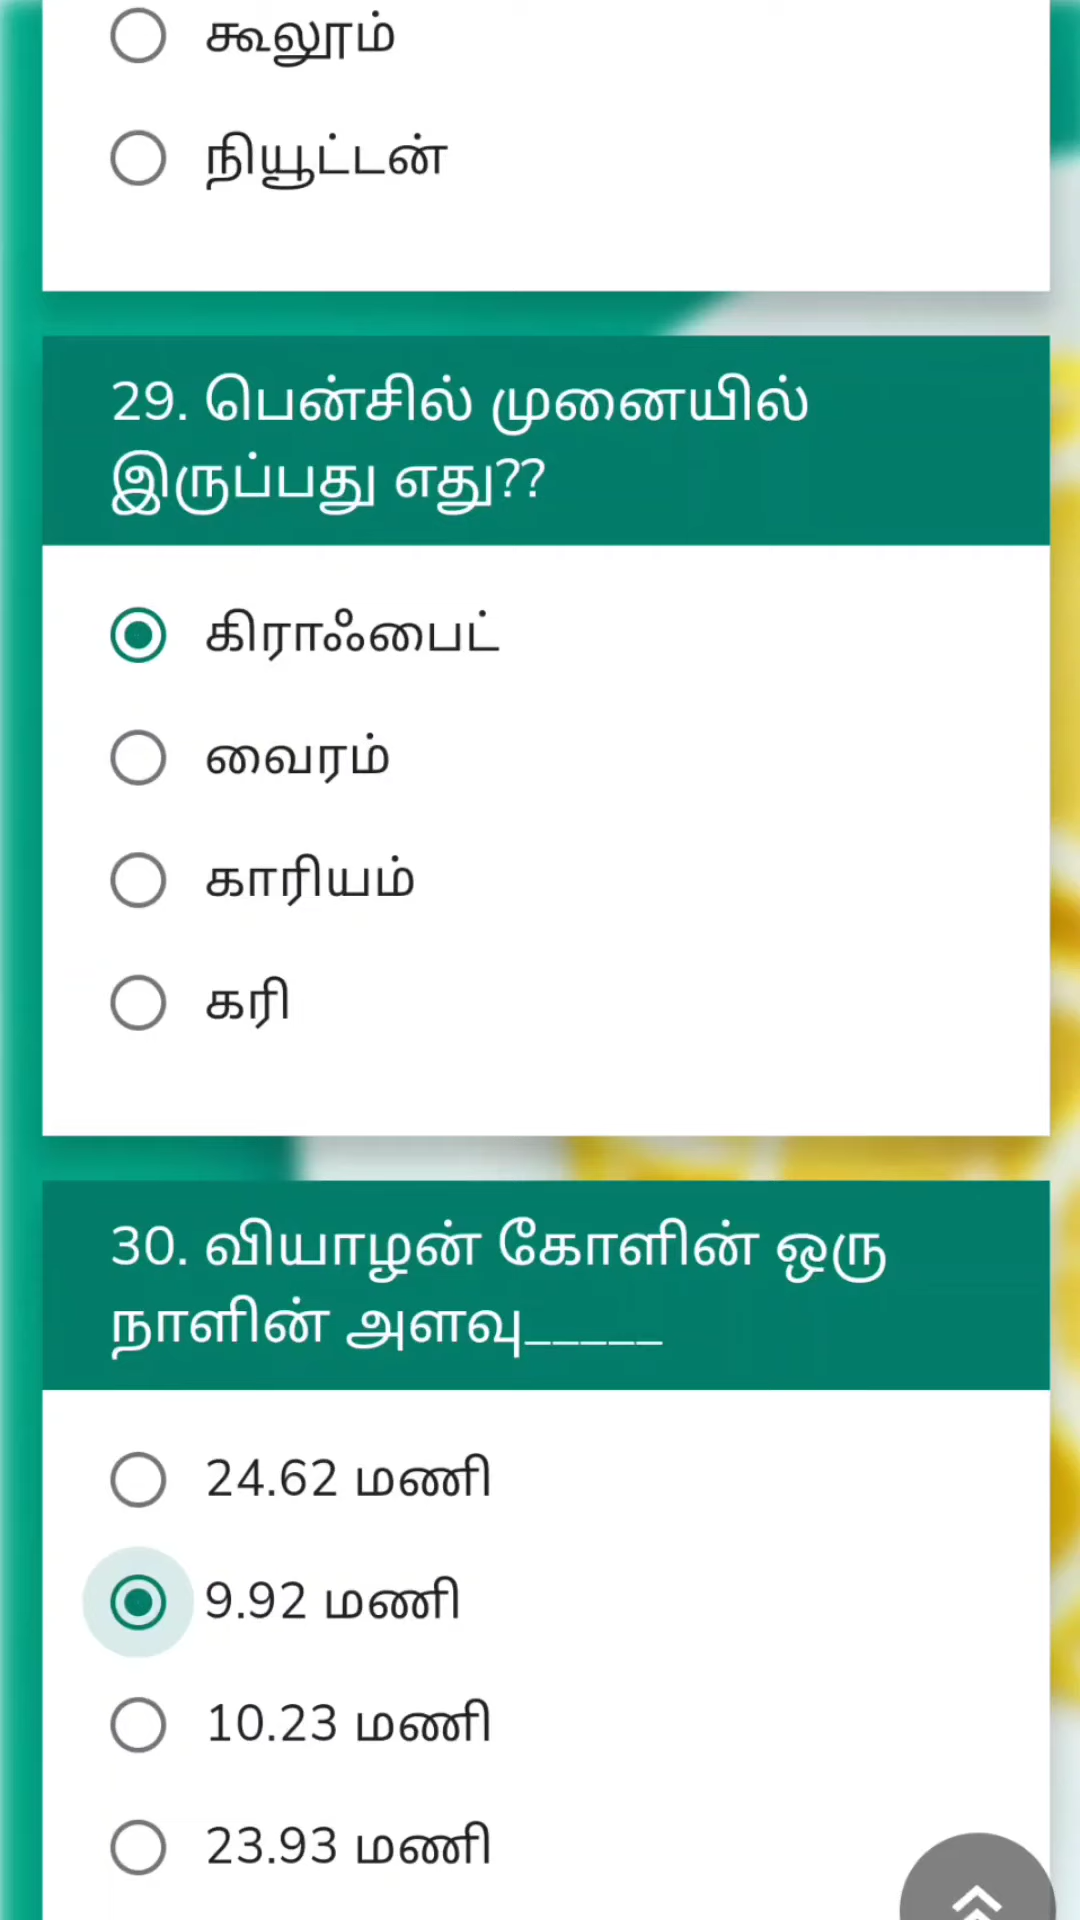 கூலூம்
நியூட்டன்
29. பென்சில் முனையில்
இருப்பது எது??
கிராஃபைட்
வைரம்
காரியம்
கரி
30. வியாழன் கோளின் ஒரு
நாளின் அளவு_____
24.62 மணி
9.92 மணி
10.23 மணி
23.93 மணி